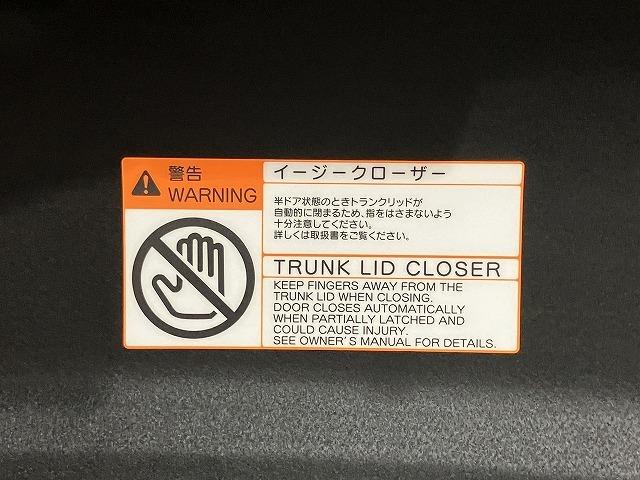 警告
WARNING
イージークローザー
半ドア状態のときトランクリッドが
自動的に閉まるため、指をはさまないよう
十分注意してください。
詳しくは取扱書をご覧ください。
TRUNK LID CLOSER
KEEP FINGERS AWAY FROM THE
TRUNK LID WHEN CLOSING.
DOOR CLOSES AUTOMATICALLY
WHEN PARTIALLY LATCHED AND
COULD CAUSE INJURY.
SEE OWNER'S MANUAL FOR DETAILS.